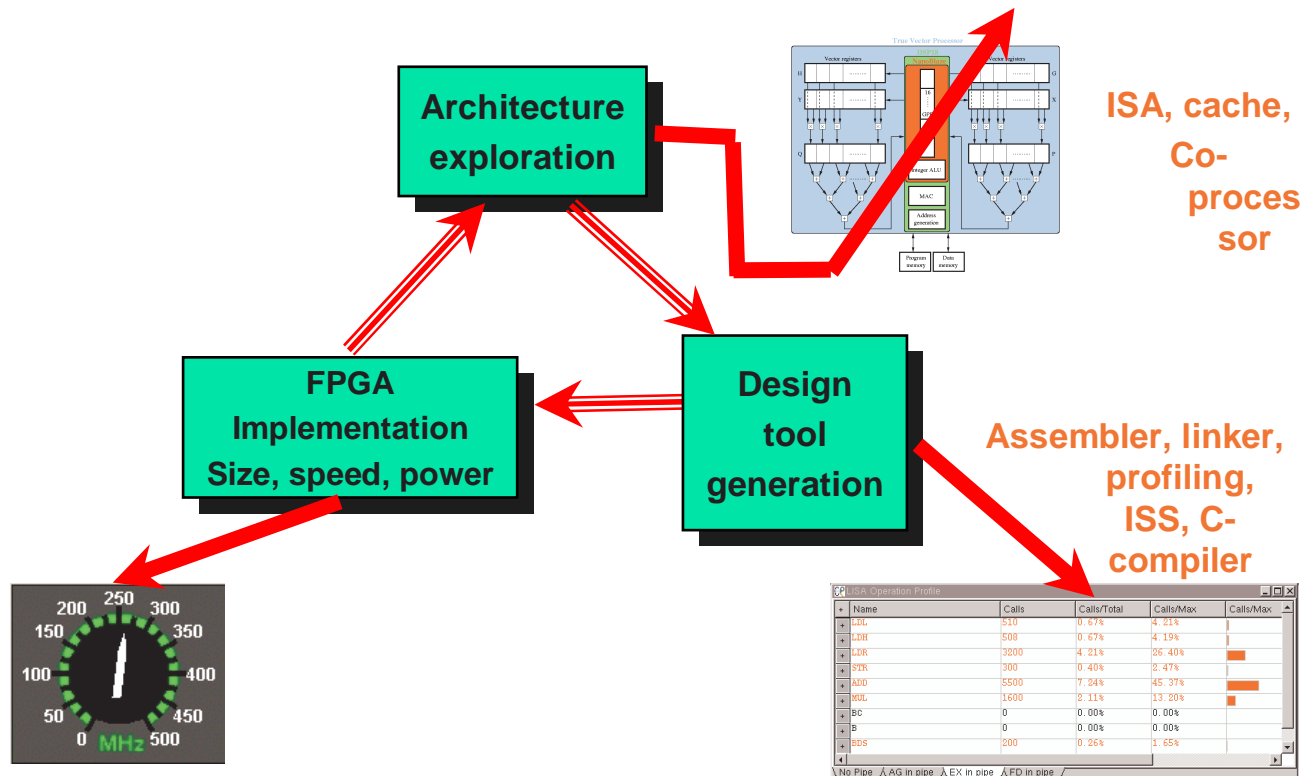 True Vector Processor
DSP16
NanoBlaze
Vector registers
Vector registers
H
G
Y
16
X
Q
P
Integer ALU
MAC
Address
generation
Program
memory
Data
memory
Architecture
exploration
ISA, cache,
Co-
proces
sor
FPGA
Implementation
Size, speed, power
Design
tool
generation
Assembler, linker,
profiling,
ISS, C-
compiler
250
200
300
150
350
100
400
50
450
0
MHz
500
LISA Operation Profile
+ Name Calls Calls/Total Calls/Max Calls/Max
+ LDL 510 0.67% 4.21%
+ LDH 508 0.67% 4.19%
+ LDR 3200 4.21% 26.40%
+ STR 300 0.40% 2.47%
+ ADD 5500 7.24% 45.37%
+ MUL 1600 2.11% 13.20%
+ BC 0 0.00% 0.00%
+ B 0 0.00% 0.00%
+ BDS 200 0.26% 1.65%
No Pipe AG in pipe EX in pipe FD in pipe